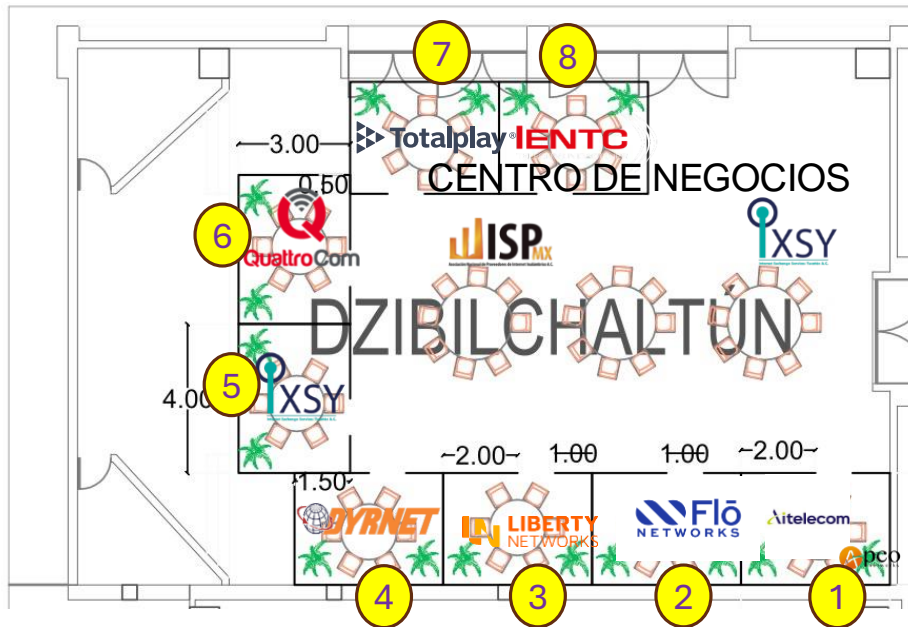 7
8
Totalplay®
IENTC
3.00
0.50
CENTRO DE NEGOCIOS
6
QuattroCom
ISP MX
IXSY
DZIBILCHALTUN
5
IXSY
4.00
2.00
1.00
1.00
2.00
1.50
DYRNET
LIBERTY
NETWORKS
Flō
NETWORKS
Aitelecom
Apco
4
3
2
1